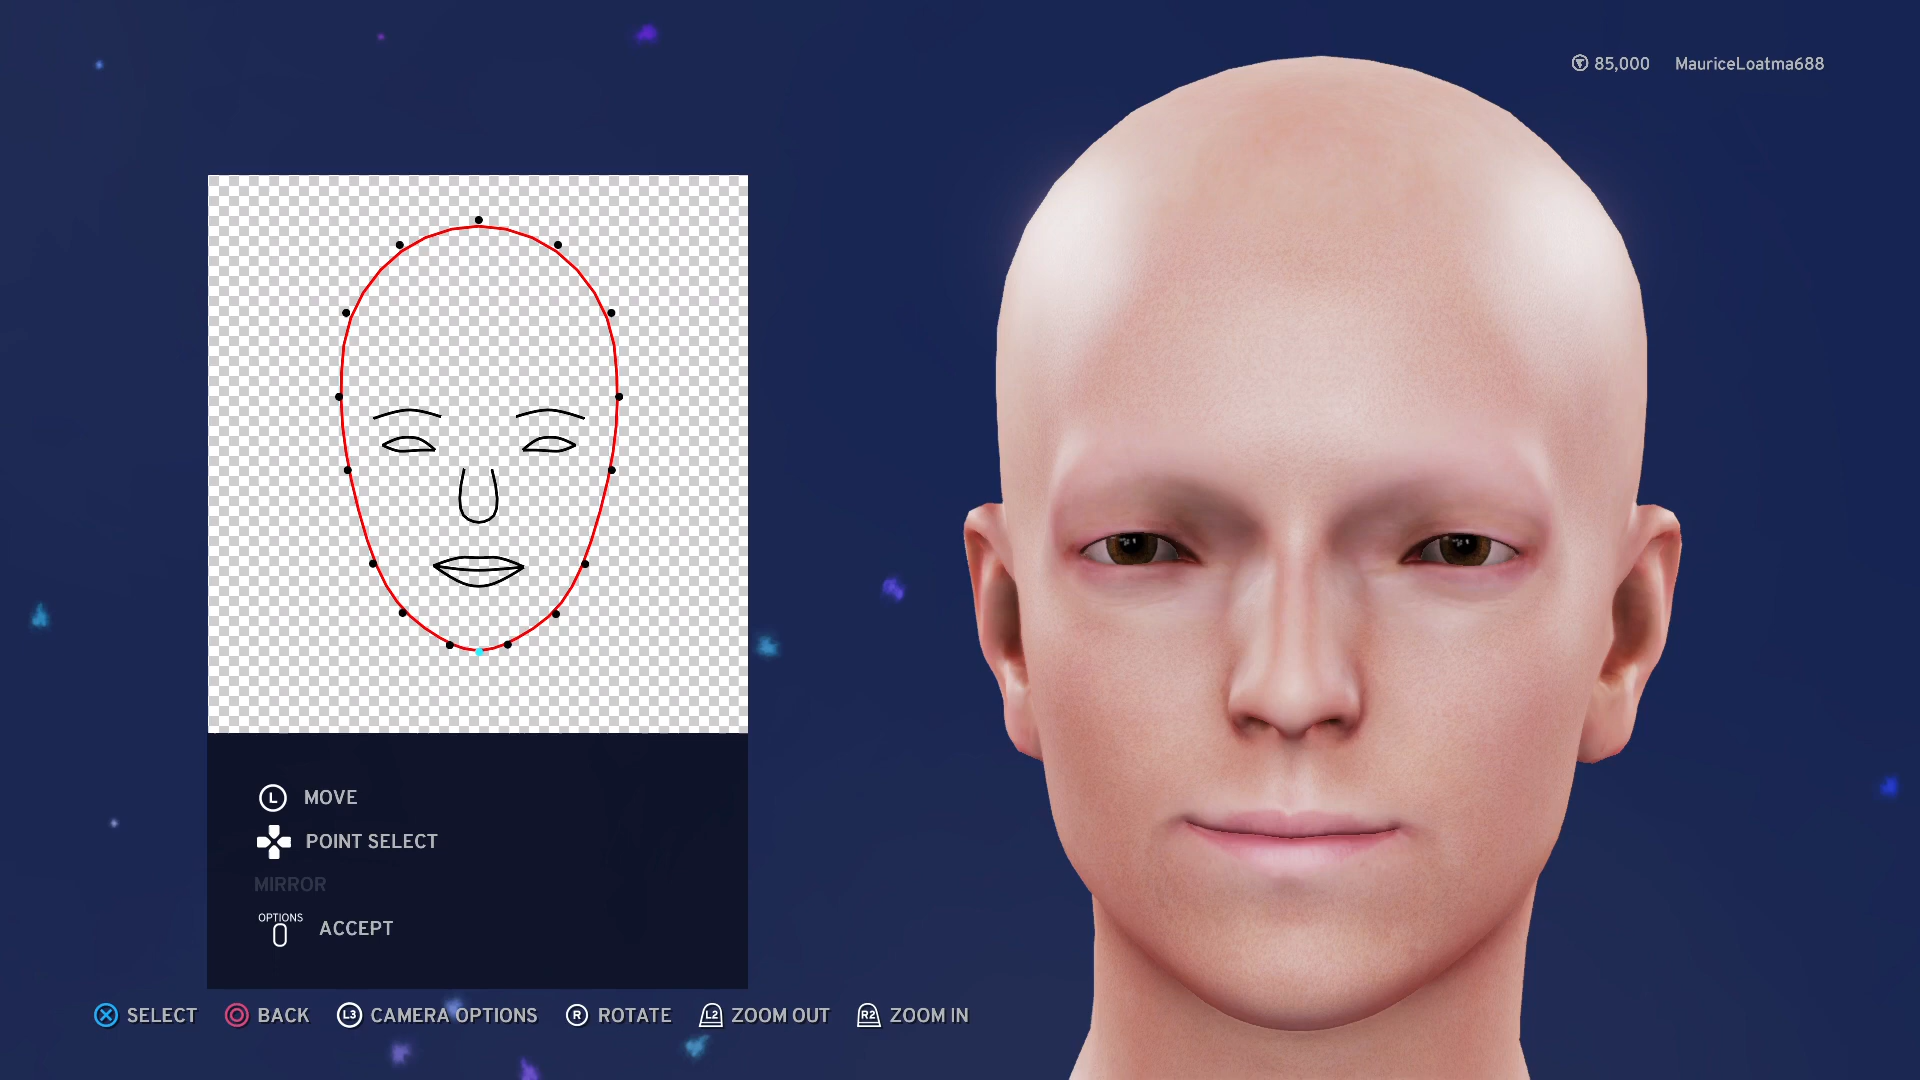 85,000 MauriceLoatma688
L MOVE
POINT SELECT
MIRROR
OPTIONS
ACCEPT
SELECT BACK L3 CAMERA OPTIONS R ROTATE L2 ZOOM OUT R2 ZOOM IN